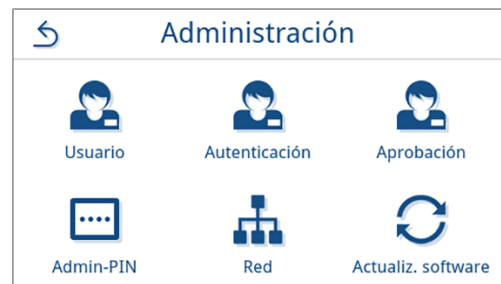 Administración
Usuario
Autenticación
Aprobación
Admin-PIN
Red
Actualiz. software